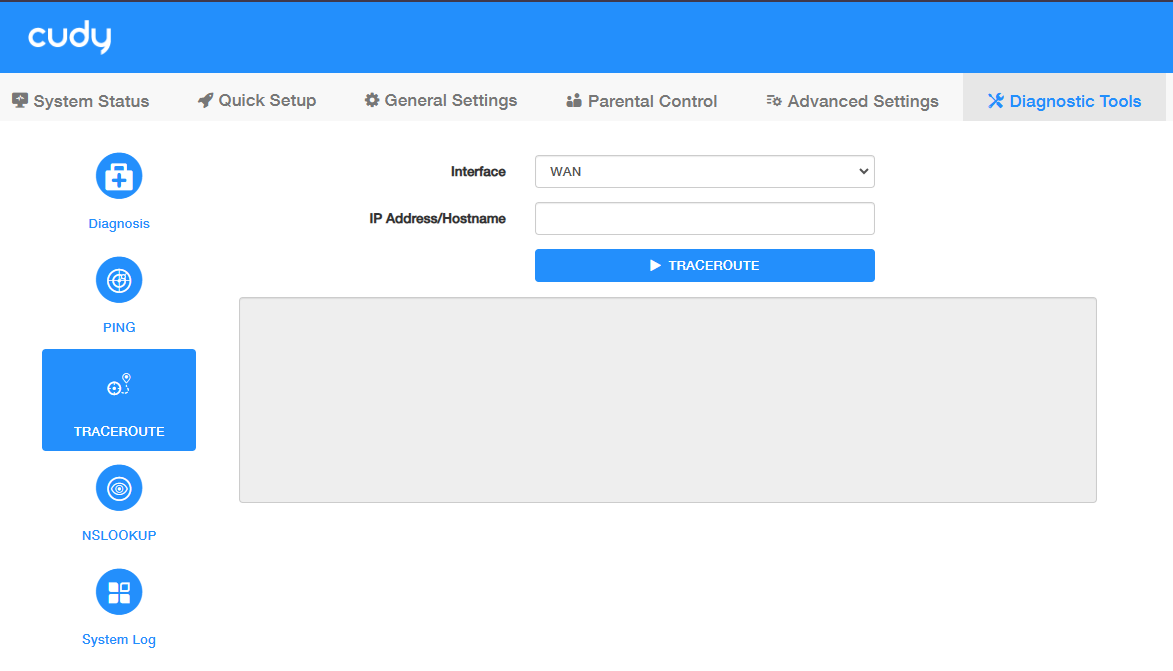 cudy
System Status
Quick Setup
General Settings
Parental Control
Advanced Settings
Diagnostic Tools
Diagnosis
PING
TRACEROUTE
NSLOOKUP
System Log
Interface
WAN
IP Address/Hostname
TRACEROUTE